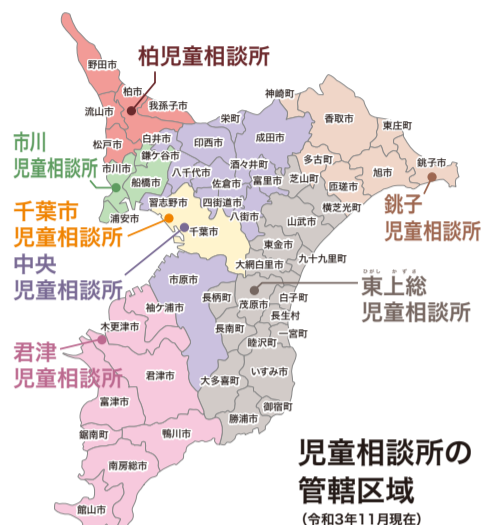 野田市
柏市
柏児童相談所
我孫子市
流山市
松戸市
神崎町
香取市
東庄町
栄町
成田市
白井市
印西市
市川
児童相談所
鎌ケ谷市
市川市
船橋市
八千代市
酒々井町
佐倉市
富里市
多古町
芝山町
旭市
銚子市
匝瑳市
横芝光町
銚子
児童相談所
浦安市
習志野市
四街道市
八街市
山武市
千葉市
児童相談所
千葉市
中央
児童相談所
東金市
大網白里市
九十九里町
市原市
長柄町
茂原市
白子町
長生村
ひがし かずさ
東上総
児童相談所
袖ケ浦市
木更津市
長南町
一宮町
睦沢町
君津
児童相談所
君津市
富津市
大多喜町
いすみ市
御宿町
勝浦市
鋸南町
鴨川市
南房総市
館山市
児童相談所の
管轄区域
（令和3年11月現在）